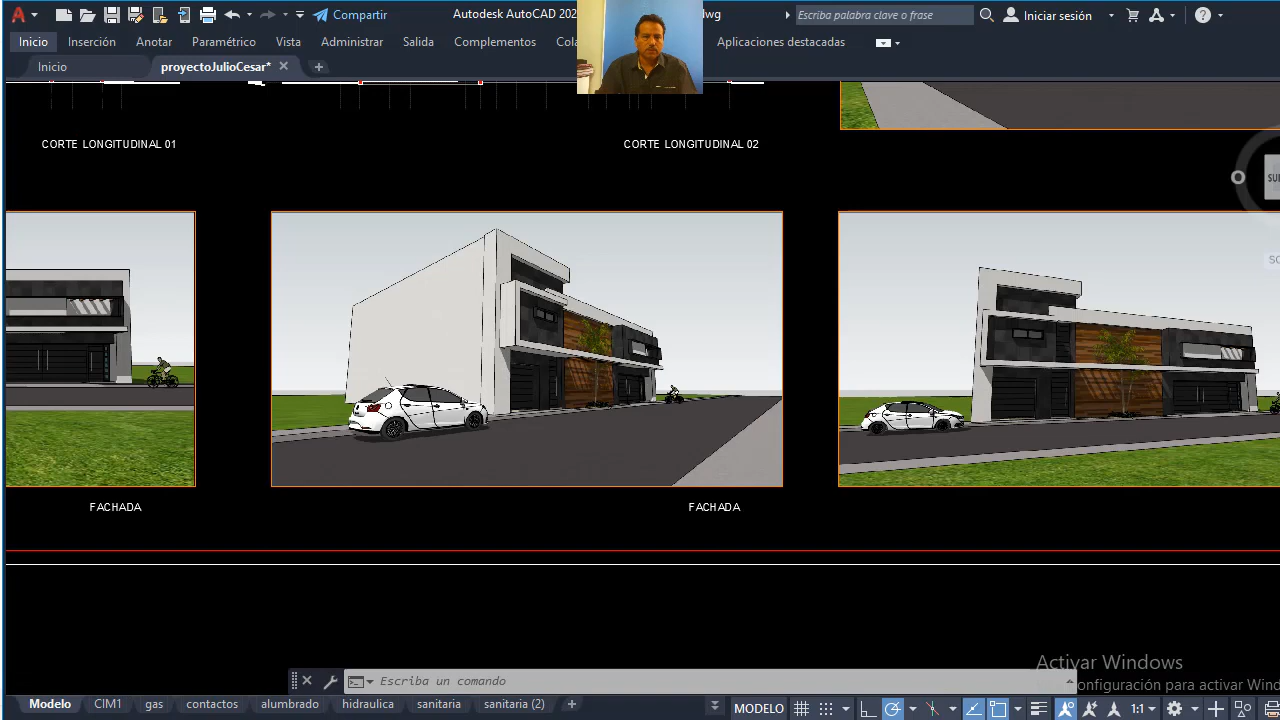 Compartir
Autodesk AutoCAD 202
wg
Escriba palabra clave o frase
Iniciar sesión
Inicio Inserción Anotar Paramétrico Vista Administrar Salida Complementos Cola
Aplicaciones destacadas
Inicio
proyectoJulioCesar*
CORTE LONGITUDINAL 01
CORTE LONGITUDINAL 02
FACHADA
FACHADA
Activar Windows
onfiguración para activar Wind
Escriba un comando
Modelo CIM1 gas contactos alumbrado hidraulica sanitaria sanitaria (2)
MODELO
1:1